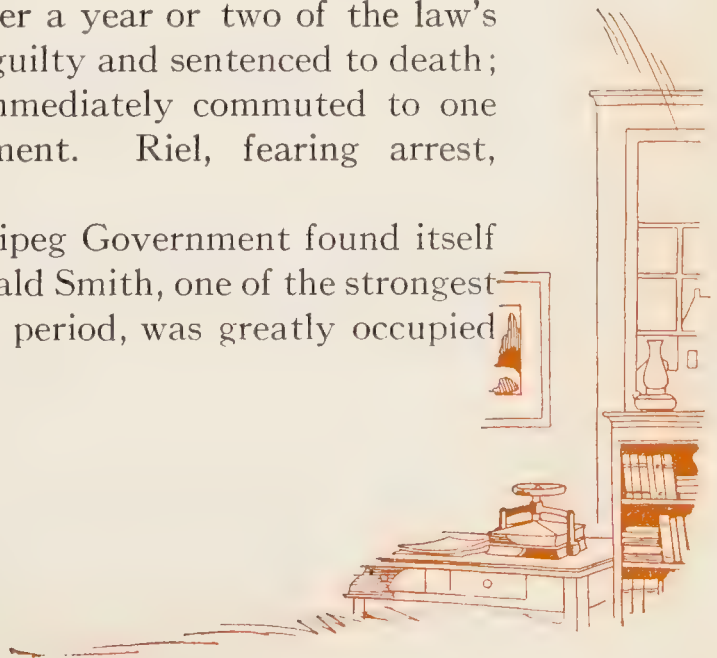 er a year or two of the law's
guilty and sentenced to death;
mmediately commuted to one
ment. Riel, fearing arrest,
ipeg Government found itself
ald Smith, one of the strongest
period, was greatly occupied